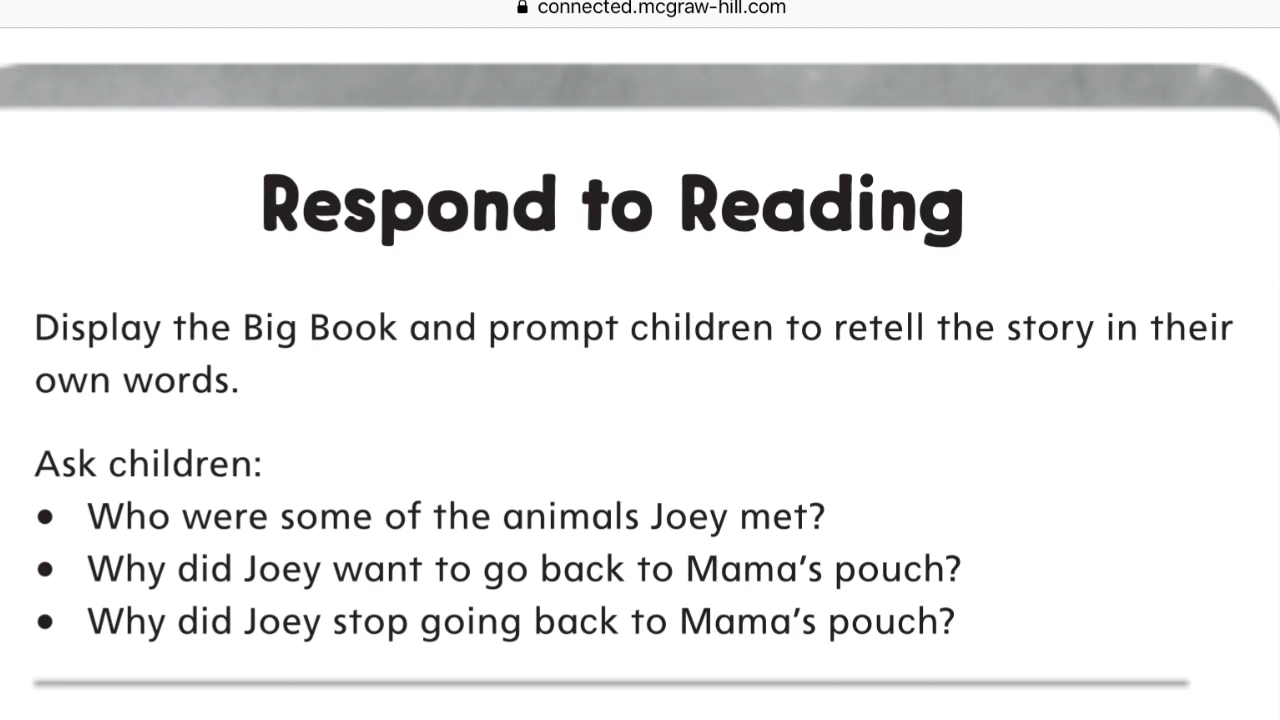 connected.mcgraw-hill.com
Respond to Reading
Display the Big Book and prompt children to retell the story in their
own words.
Ask children:
• Who were some of the animals Joey met?
• Why did Joey want to go back to Mama’s pouch?
• Why did Joey stop going back to Mama’s pouch?